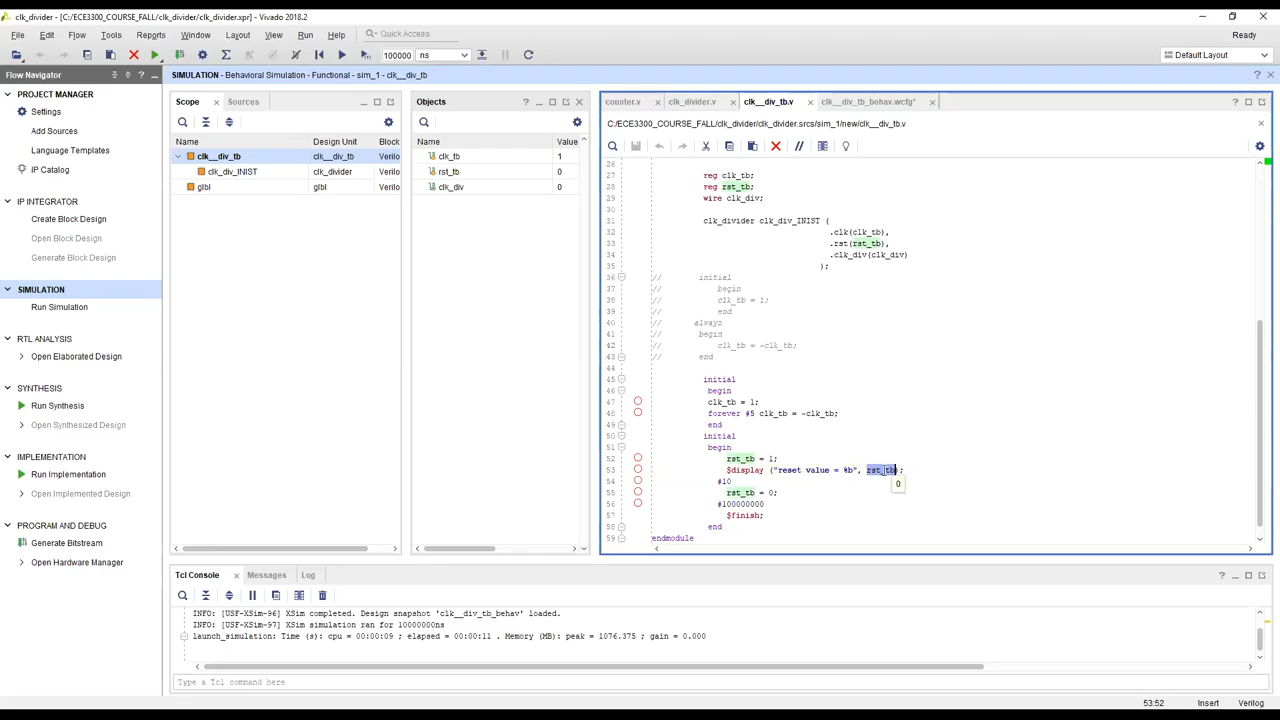 clk_divider - [C:/ECE3300_COURSE_FALL/clk_divider/clk_divider.xpr] - Vivado 2018.2
File Edit Flow Tools Reports Window Layout View Run Help Quick Access
Ready
100000 ns
Default Layout
Flow Navigator
SIMULATION - Behavioral Simulation - Functional - sim_1 - clk__div_tb
PROJECT MANAGER
Settings
Add Sources
Language Templates
IP Catalog
IP INTEGRATOR
Create Block Design
Open Block Design
Generate Block Design
SIMULATION
Run Simulation
RTL ANALYSIS
Open Elaborated Design
SYNTHESIS
Run Synthesis
Open Synthesized Design
IMPLEMENTATION
Run Implementation
Open Implemented Design
PROGRAM AND DEBUG
Generate Bitstream
Open Hardware Manager
Scope Sources
Name Design Unit Block
clk__div_tb clk__div_tb Verilo
clk_div_INIST clk_divider Verilo
glbl glbl Verilo
Objects
Name Value
clk_tb 1
rst_tb 0
clk_div 0
counter.v clk_divider.v clk__div_tb.v clk__div_tb_behav.wcfg*
C:/ECE3300_COURSE_FALL/clk_divider/clk_divider.srcs/sim_1/new/clk__div_tb.v
26
27 reg clk_tb;
28 reg rst_tb;
29 wire clk_div;
30
31 clk_divider clk_div_INIST (
32 .clk(clk_tb),
33 .rst(rst_tb),
34 .clk_div(clk_div)
35 );
36 // initial
37 // begin
38 // clk_tb = 1;
39 // end
40 // always
41 // begin
42 // clk_tb = ~clk_tb;
43 // end
44
45 initial
46 begin
47 clk_tb = 1;
48 forever #5 clk_tb = ~clk_tb;
49 end
50 initial
51 begin
52 rst_tb = 1;
53 $display ("reset value = %b", rst_tb);
54 #10
0
55 rst_tb = 0;
56 #100000000
57 $finish;
58 end
59 endmodule
Tcl Console Messages Log
INFO: [USF-XSim-96] XSim completed. Design snapshot 'clk__div_tb_behav' loaded.
INFO: [USF-XSim-97] XSim simulation ran for 10000000ns
launch_simulation: Time (s): cpu = 00:00:09 ; elapsed = 00:00:11 . Memory (MB): peak = 1076.375 ; gain = 0.000
Type a Tcl command here
53:52 Insert Verilog